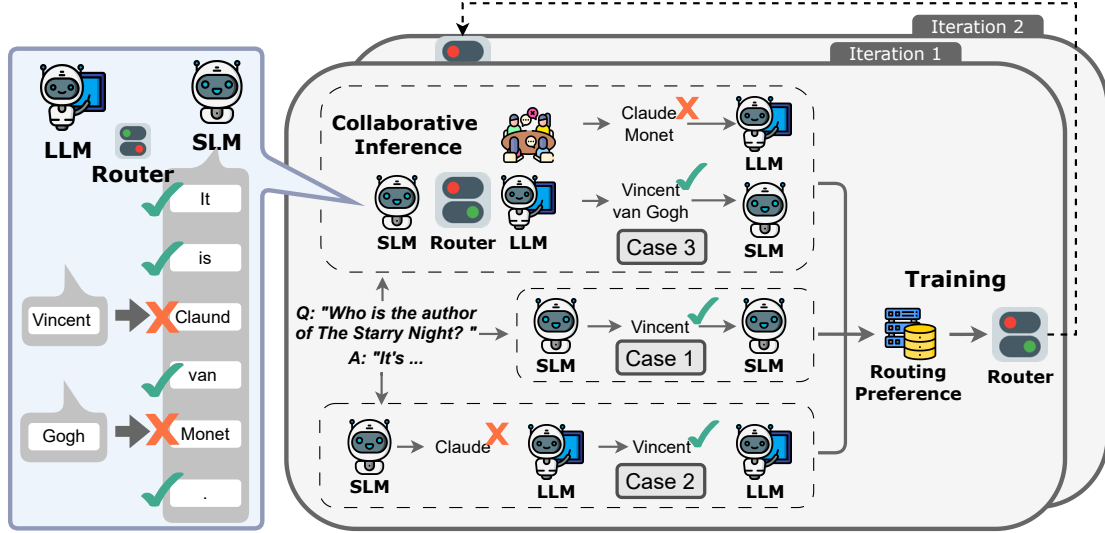 Iteration 2
Iteration 1
LLM
Router
SLM
It
is
Vincent
Claund
van
Gogh
Monet
.
Collaborative
Inference
Claude
Monet
LLM
SLM
Router
LLM
Vincent
van Gogh
Case 3
SLM
Q: "Who is the author
of The Starry Night? "
A: "It's ...
SLM
Vincent
Case 1
SLM
SLM
Claude
LLM
Vincent
Case 2
LLM
Training
Routing
Preference
Router